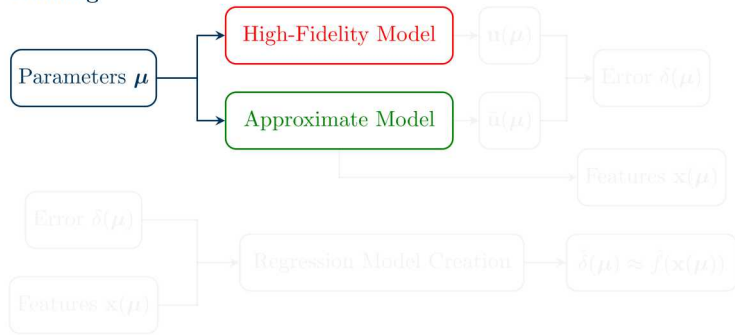 High-Fidelity Model
u(μ)
Parameters μ
Error δ(μ)
Approximate Model
ũ(μ)
Features x(μ)
Error δ(μ)
Regression Model Creation
δ̂(μ) ≈ f(x(μ))
Features x(μ)